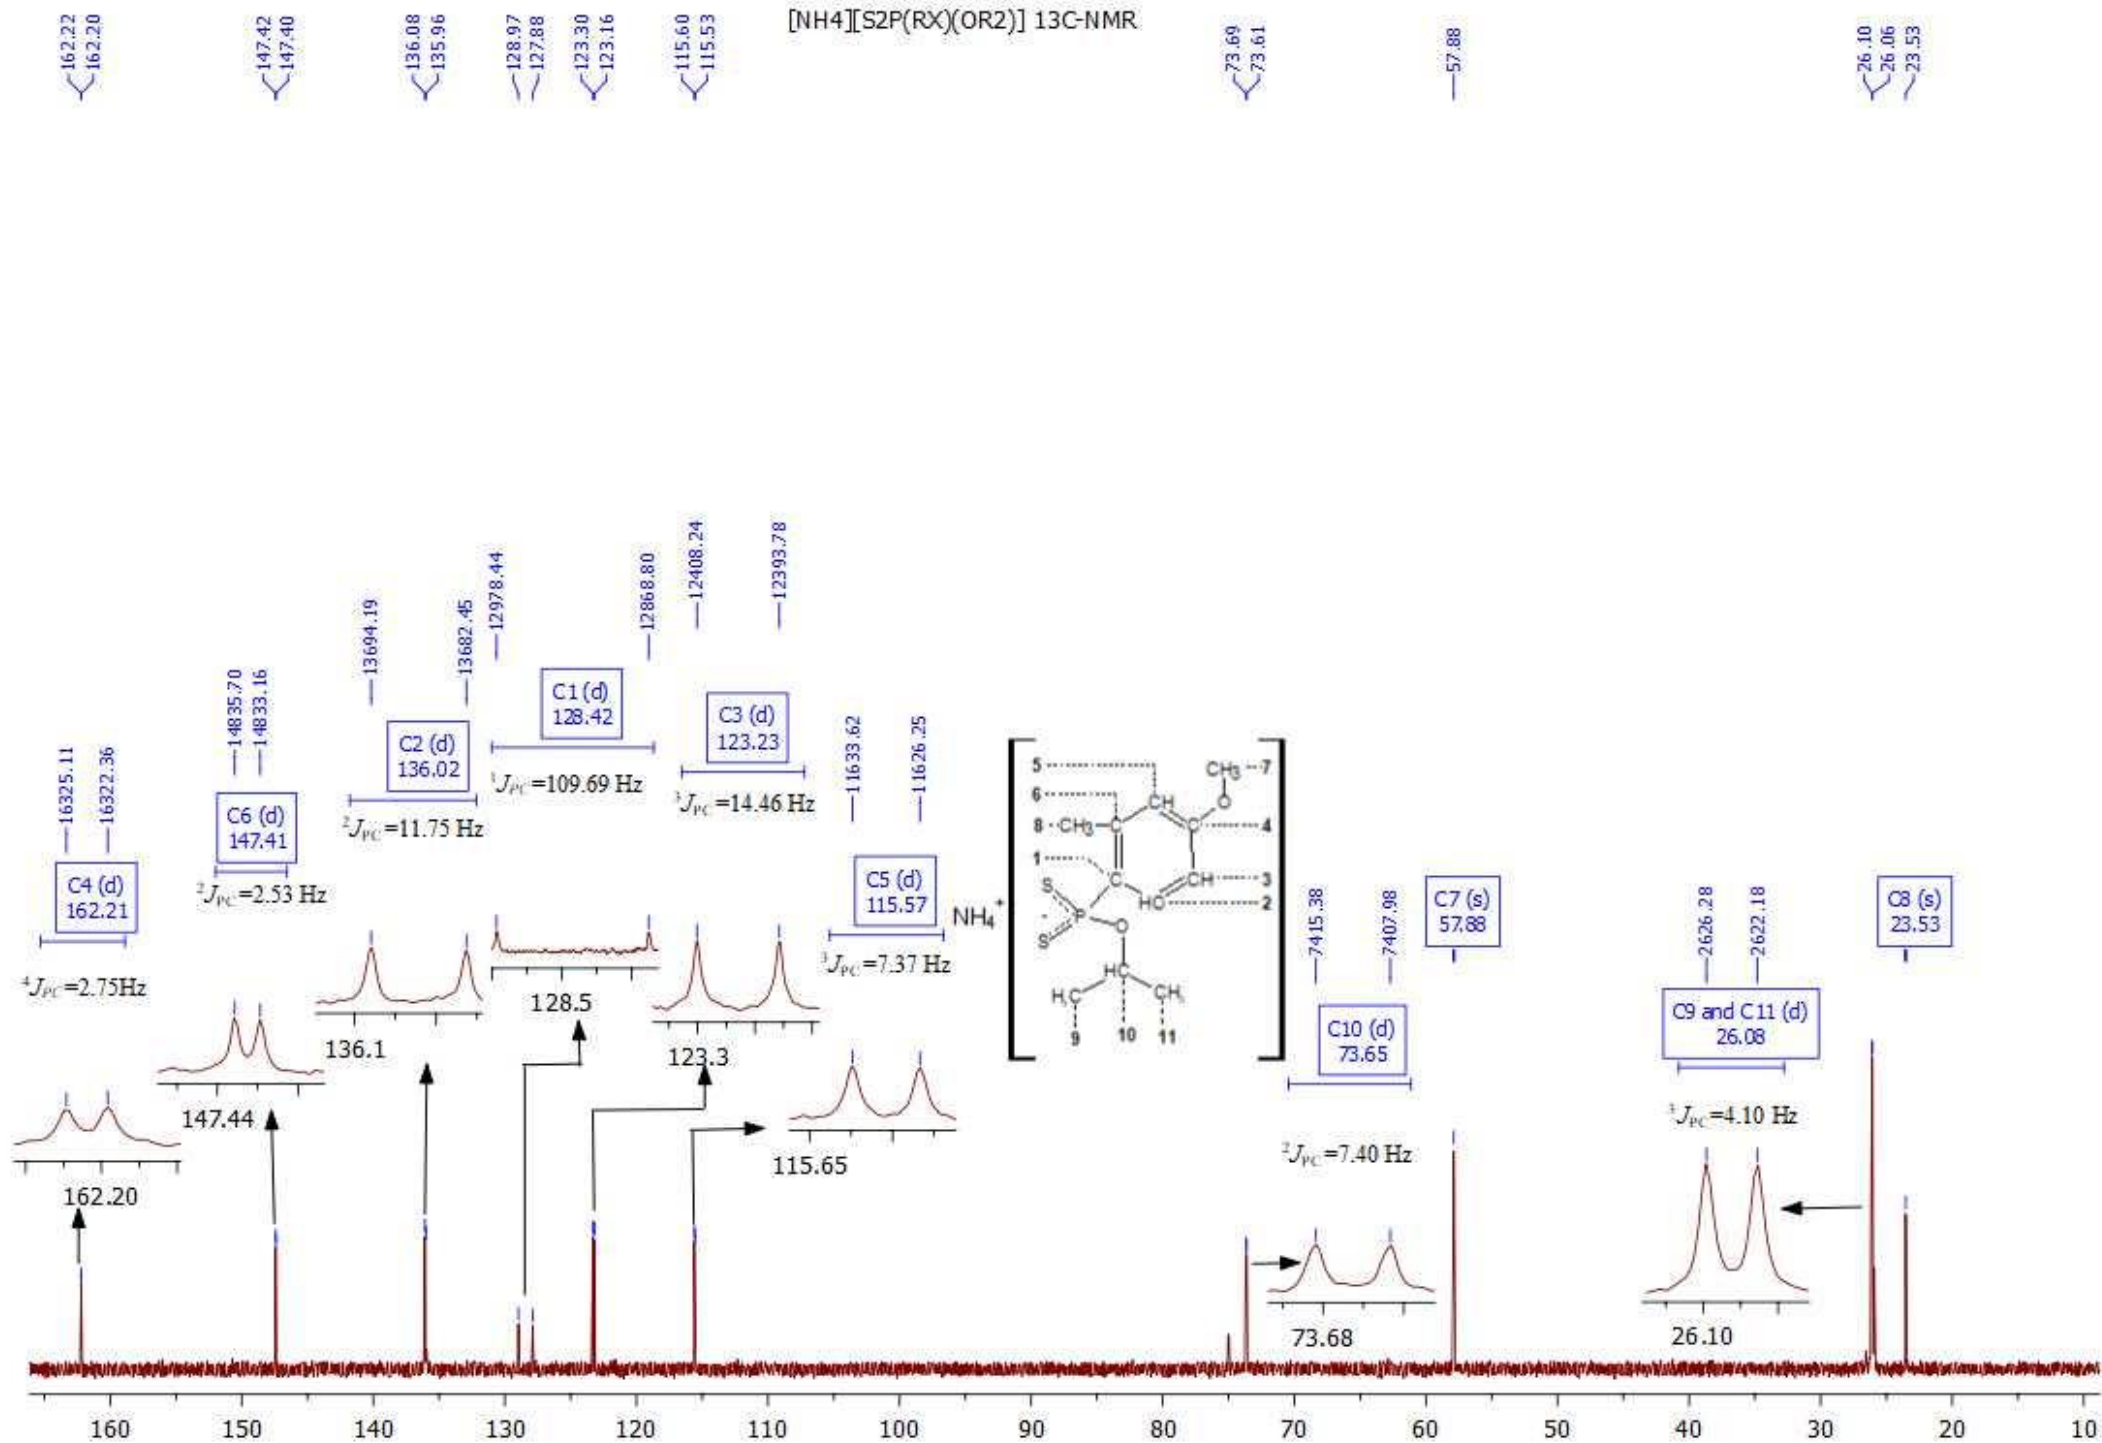 [NH4][S2P(RX)(OR2)] 13C-NMR
162.22
162.20
147.42
147.40
136.08
135.96
128.97
127.88
123.30
123.16
115.60
115.53
73.69
73.61
57.88
26.10
26.06
23.53
16325.11
16322.36
C4 (d)
162.21
⁴J_PC=2.75Hz
162.20
14835.70
14833.16
C6 (d)
147.41
²J_PC=2.53 Hz
147.44
13694.19
13682.45
C2 (d)
136.02
²J_PC=11.75 Hz
136.1
12978.44
12868.80
C1 (d)
128.42
¹J_PC=109.69 Hz
128.5
12408.24
12393.78
C3 (d)
123.23
³J_PC=14.46 Hz
123.3
11633.62
11626.25
C5 (d)
115.57
³J_PC=7.37 Hz
115.65
NH₄⁺
5
CH₃
7
6
CH
O
8
CH₃
C
C
4
1
C
CH
3
HC
2
S
-
P
S
O
HC
H₃C
CH₃
9
10
11
7415.38
7407.98
C10 (d)
73.65
²J_PC=7.40 Hz
73.68
C7 (s)
57.88
2626.28
2622.18
C9 and C11 (d)
26.08
³J_PC=4.10 Hz
26.10
C8 (s)
23.53
160
150
140
130
120
110
100
90
80
70
60
50
40
30
20
10